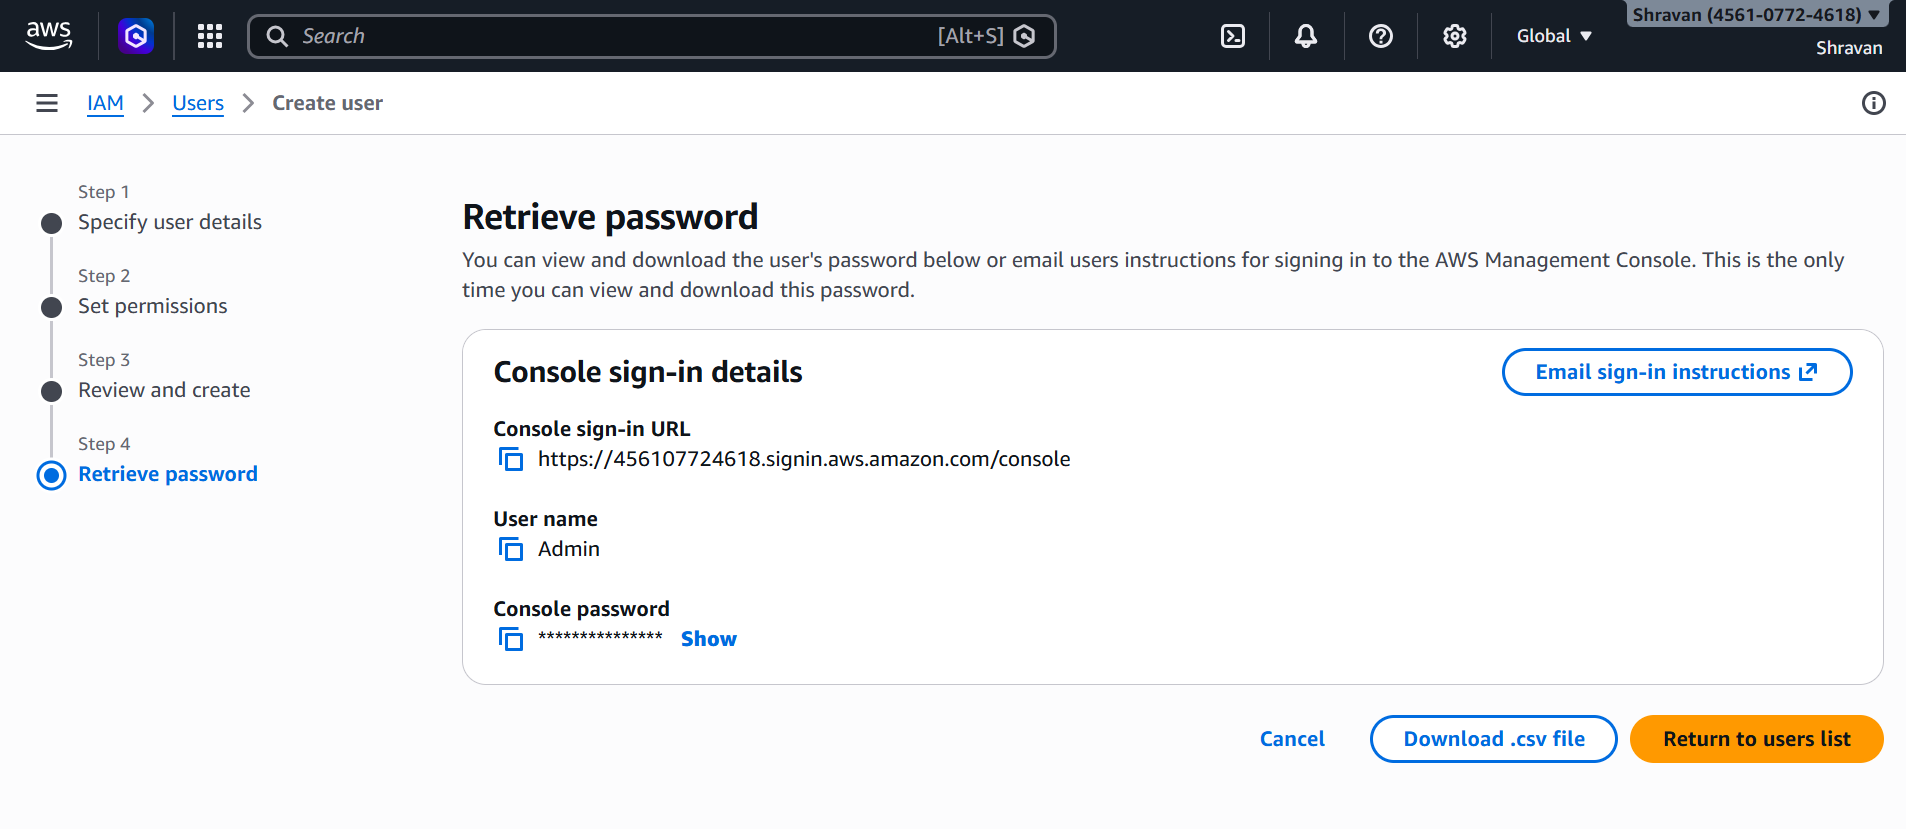 aws
Search
[Alt+S]
Global
Shravan (4561-0772-4618)
Shravan
IAM
Users
Create user
Step 1
Specify user details
Step 2
Set permissions
Step 3
Review and create
Step 4
Retrieve password
Retrieve password
You can view and download the user's password below or email users instructions for signing in to the AWS Management Console. This is the only
time you can view and download this password.
Console sign-in details
Email sign-in instructions
Console sign-in URL
https://456107724618.signin.aws.amazon.com/console
User name
Admin
Console password
*************** Show
Cancel
Download .csv file
Return to users list